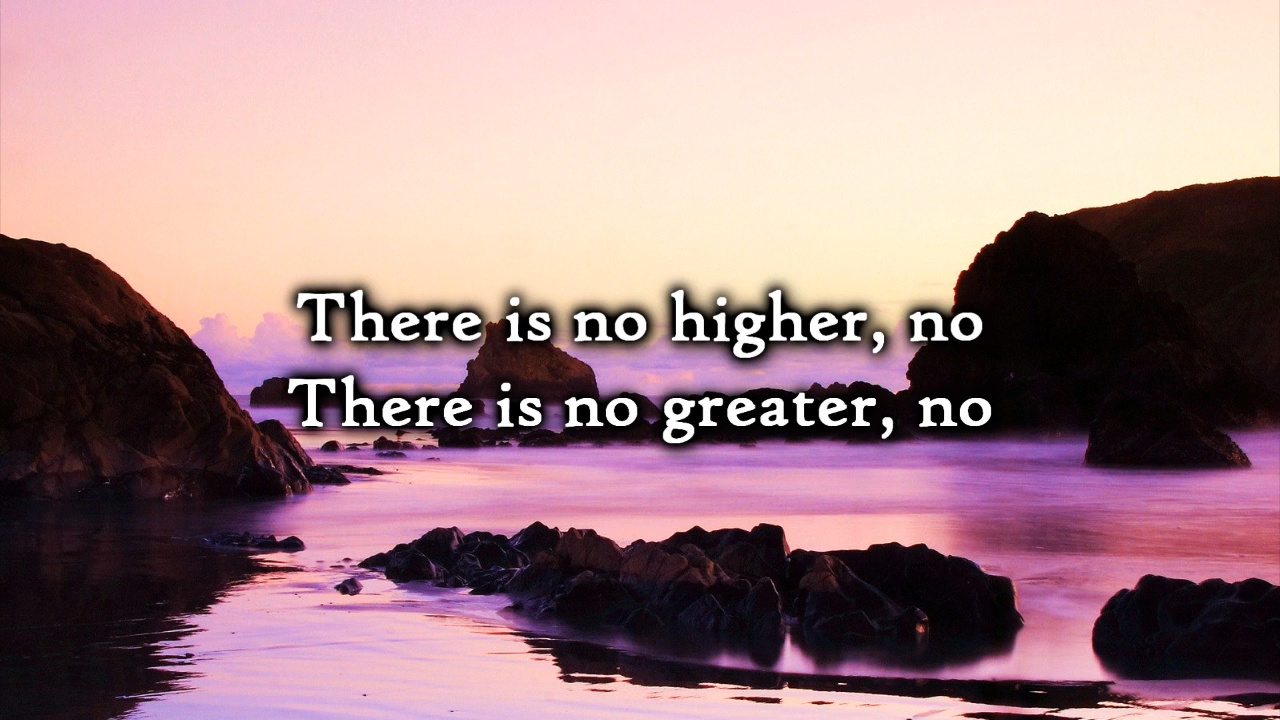 There is no higher, no
There is no greater, no